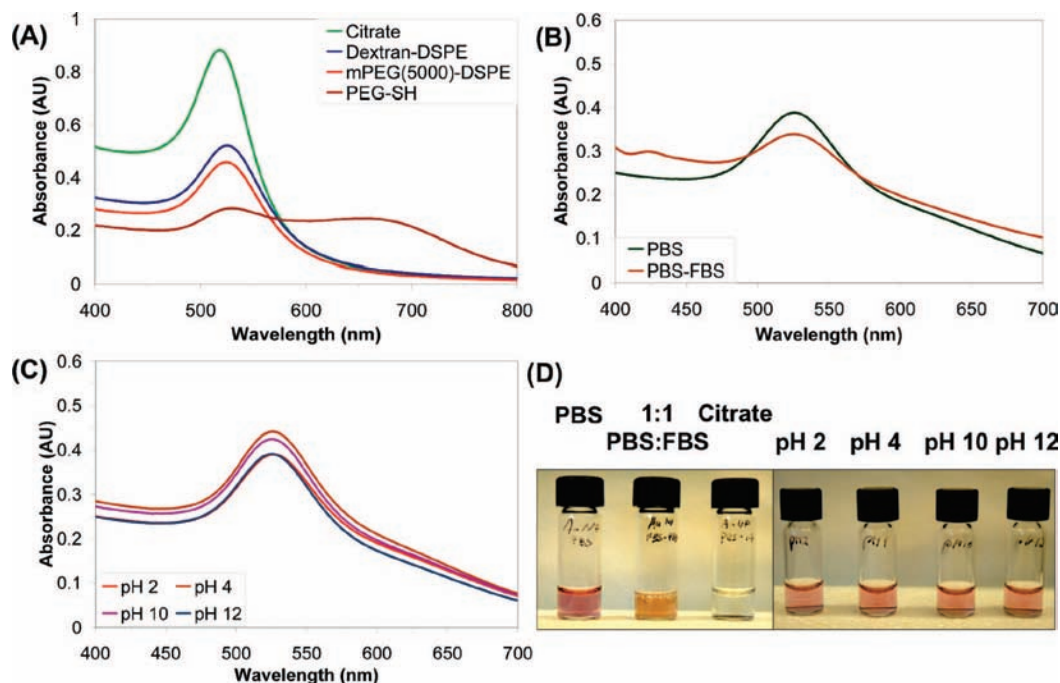 (A)
1
0.8
0.6
0.4
0.2
0
Absorbance (AU)
Citrate
Dextran-DSPE
mPEG(5000)-DSPE
PEG-SH
400 500 600 700 800
Wavelength (nm)
(B)
0.6
0.5
0.4
0.3
0.2
0.1
0
Absorbance (AU)
PBS
PBS-FBS
400 450 500 550 600 650 700
Wavelength (nm)
(C)
0.6
0.5
0.4
0.3
0.2
0.1
0
Absorbance (AU)
pH 2 pH 4
pH 10 pH 12
400 450 500 550 600 650 700
Wavelength (nm)
(D)
PBS 1:1 Citrate
PBS:FBS pH 2 pH 4 pH 10 pH 12